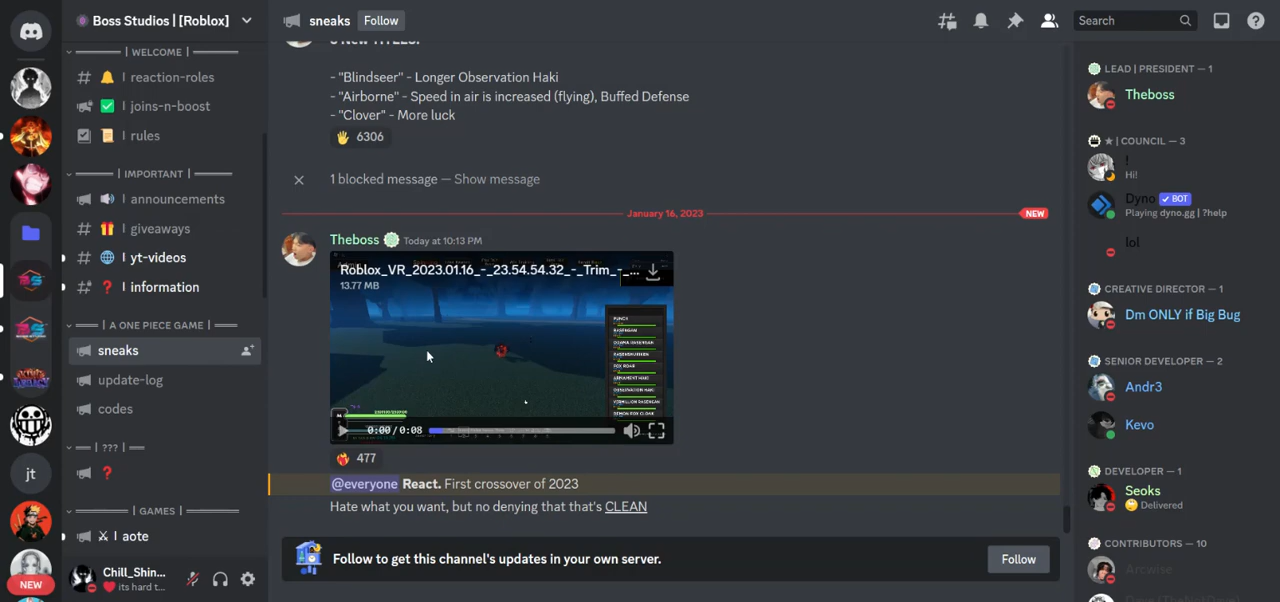 Boss Studios | [Roblox]
| WELCOME |
| reaction-roles
| joins-n-boost
| rules
| IMPORTANT |
| announcements
| giveaways
| yt-videos
| information
| A ONE PIECE GAME |
sneaks
update-log
codes
| ??? |
| GAMES |
| aote
Chill_Shin...
its hard t...
jt
NEW
sneaks
Follow
Search
- "Blindseer" - Longer Observation Haki
- "Airborne" - Speed in air is increased (flying), Buffed Defense
- "Clover" - More luck
6306
1 blocked message — Show message
January 16, 2023
NEW
Theboss Today at 10:13 PM
Roblox_VR_2023.01.16_-_23.54.54.32_-_Trim_-_...
13.77 MB
0:00/0:08
477
@everyone React. First crossover of 2023
Hate what you want, but no denying that that's CLEAN
Follow to get this channel's updates in your own server.
Follow
LEAD | PRESIDENT — 1
Theboss
★ | COUNCIL — 3
!
Hi!
Dyno BOT
Playing dyno.gg | ?help
lol
CREATIVE DIRECTOR — 1
Dm ONLY if Big Bug
SENIOR DEVELOPER — 2
Andr3
Kevo
DEVELOPER — 1
Seoks
Delivered
CONTRIBUTORS — 10
Arcwise